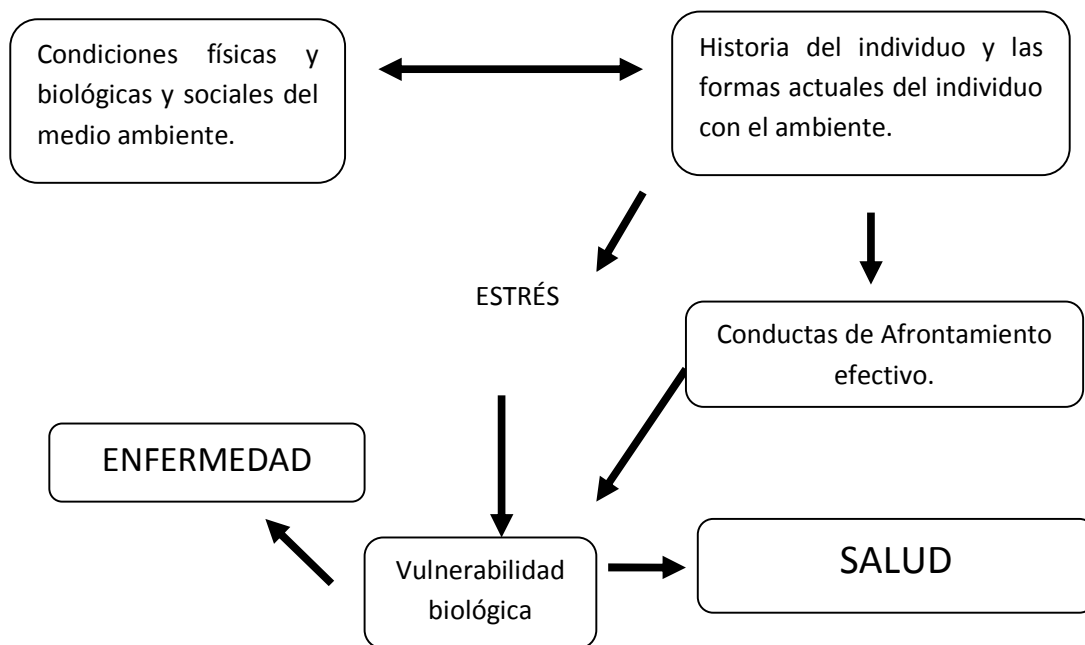 Condiciones físicas y
biológicas y sociales del
medio ambiente.
Historia del individuo y las
formas actuales del individuo
con el ambiente.
ESTRÉS
Conductas de Afrontamiento
efectivo.
ENFERMEDAD
Vulnerabilidad
biológica
SALUD